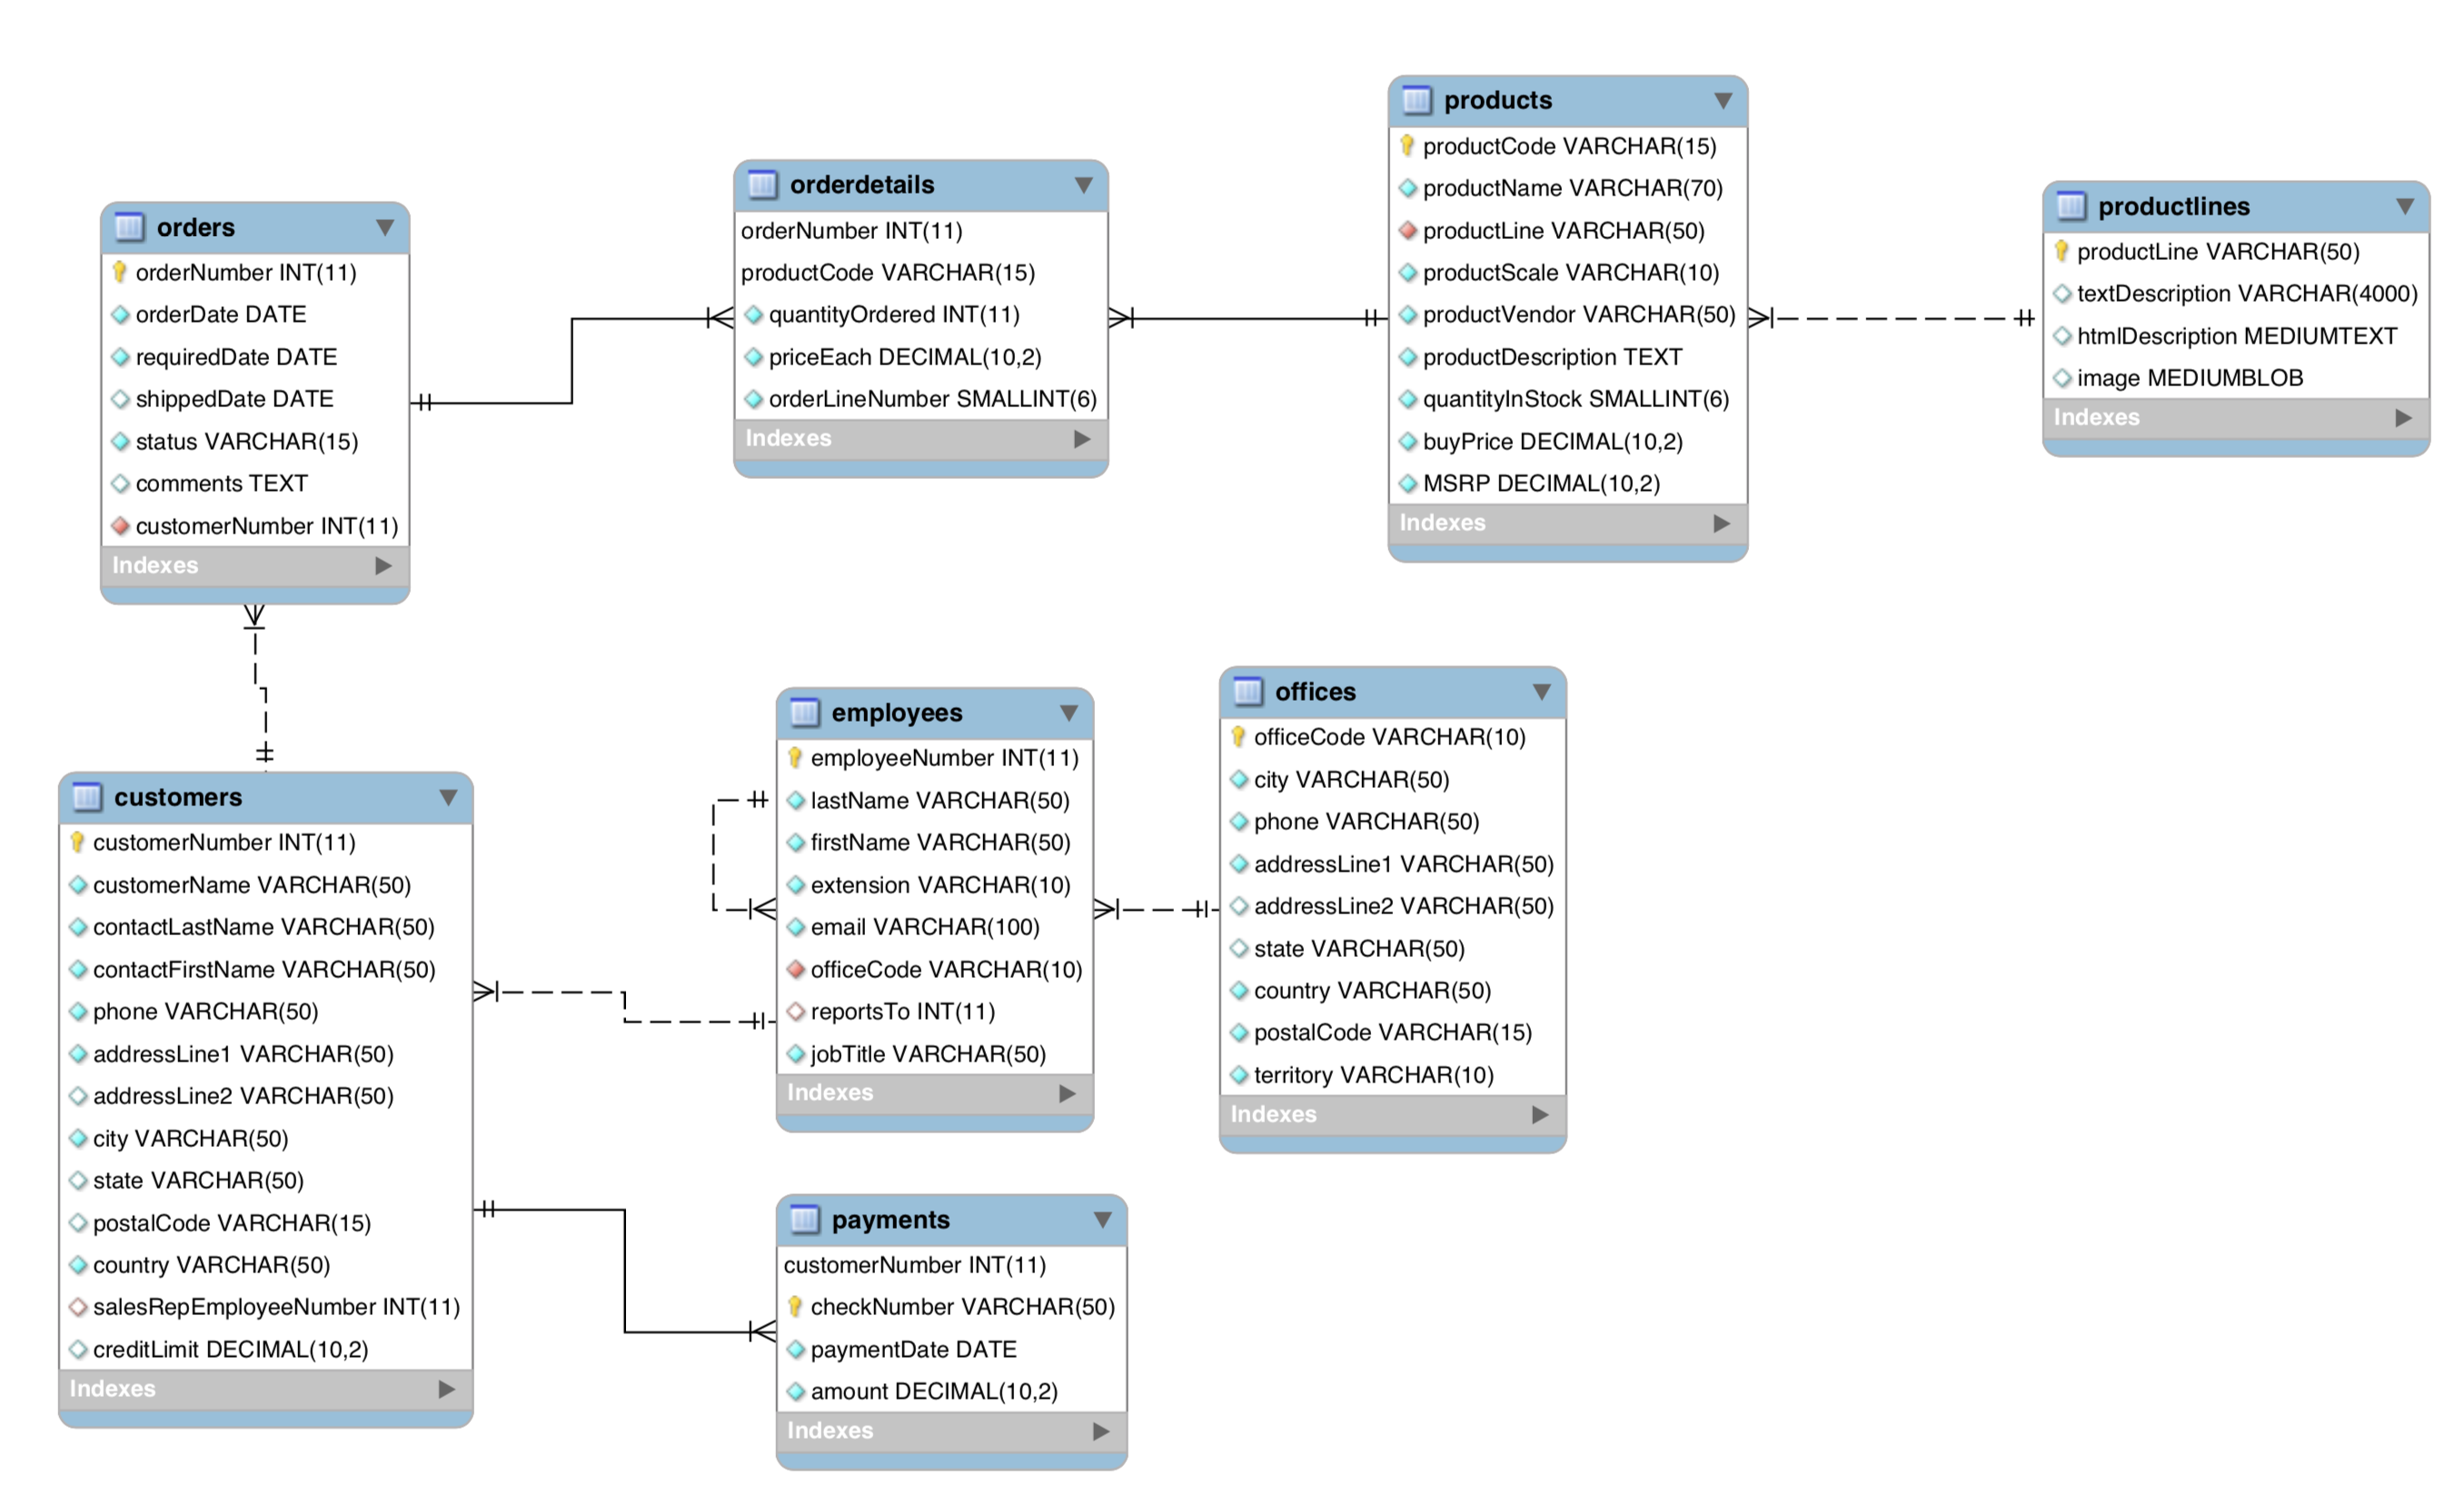 orders
orderNumber INT(11)
orderDate DATE
requiredDate DATE
shippedDate DATE
status VARCHAR(15)
comments TEXT
customerNumber INT(11)
Indexes
orderdetails
orderNumber INT(11)
productCode VARCHAR(15)
quantityOrdered INT(11)
priceEach DECIMAL(10,2)
orderLineNumber SMALLINT(6)
Indexes
products
productCode VARCHAR(15)
productName VARCHAR(70)
productLine VARCHAR(50)
productScale VARCHAR(10)
productVendor VARCHAR(50)
productDescription TEXT
quantityInStock SMALLINT(6)
buyPrice DECIMAL(10,2)
MSRP DECIMAL(10,2)
Indexes
productlines
productLine VARCHAR(50)
textDescription VARCHAR(4000)
htmlDescription MEDIUMTEXT
image MEDIUMBLOB
Indexes
customers
customerNumber INT(11)
customerName VARCHAR(50)
contactLastName VARCHAR(50)
contactFirstName VARCHAR(50)
phone VARCHAR(50)
addressLine1 VARCHAR(50)
addressLine2 VARCHAR(50)
city VARCHAR(50)
state VARCHAR(50)
postalCode VARCHAR(15)
country VARCHAR(50)
salesRepEmployeeNumber INT(11)
creditLimit DECIMAL(10,2)
Indexes
employees
employeeNumber INT(11)
lastName VARCHAR(50)
firstName VARCHAR(50)
extension VARCHAR(10)
email VARCHAR(100)
officeCode VARCHAR(10)
reportsTo INT(11)
jobTitle VARCHAR(50)
Indexes
offices
officeCode VARCHAR(10)
city VARCHAR(50)
phone VARCHAR(50)
addressLine1 VARCHAR(50)
addressLine2 VARCHAR(50)
state VARCHAR(50)
country VARCHAR(50)
postalCode VARCHAR(15)
territory VARCHAR(10)
Indexes
payments
customerNumber INT(11)
checkNumber VARCHAR(50)
paymentDate DATE
amount DECIMAL(10,2)
Indexes